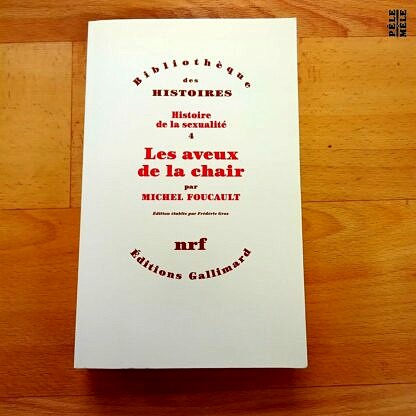 PÊLE
MÊLE
Bibliothèque
des
HISTOIRES
Histoire
de la sexualité
4
Les aveux
de la chair
par
MICHEL FOUCAULT
Édition établie par Frédéric Gros
nrf
Éditions Gallimard